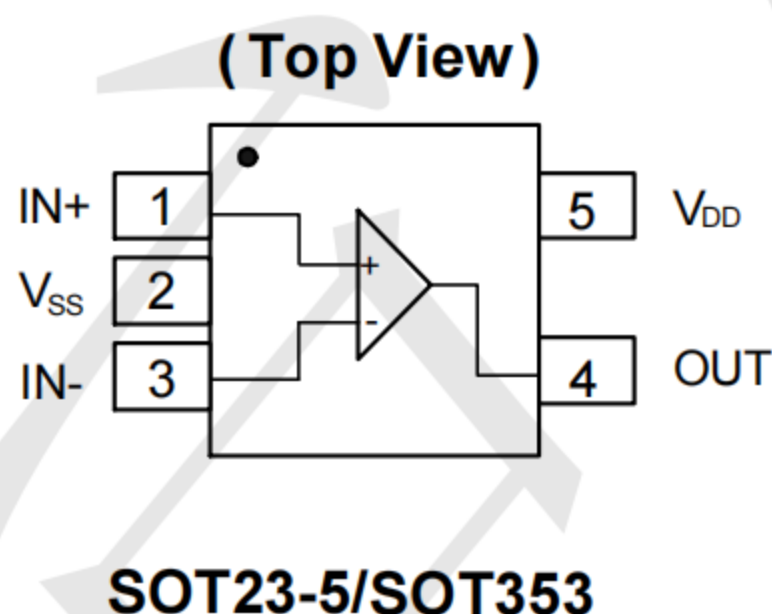 (Top View)
IN+ 1
5 VDD
+
VSS 2
-
IN- 3
4 OUT
SOT23-5/SOT353